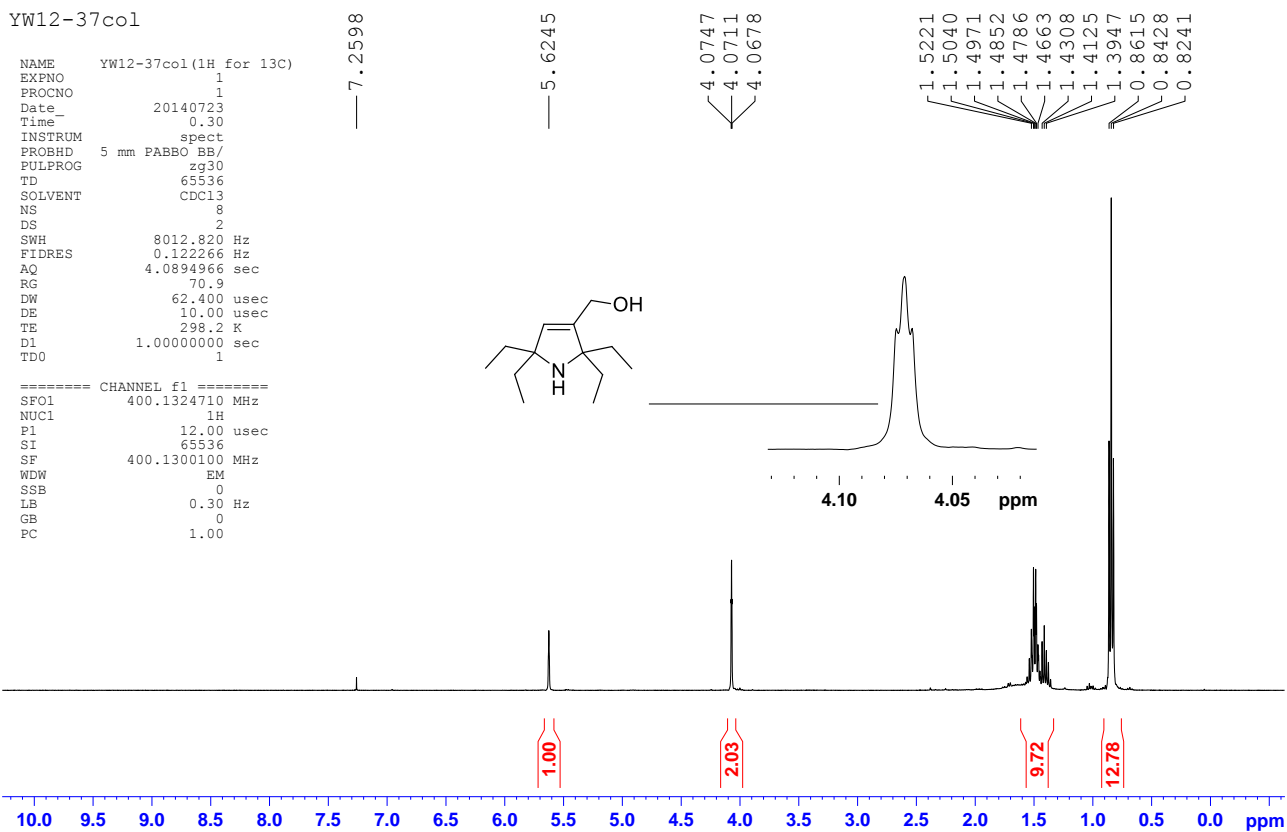 YW12-37col
NAME YW12-37col(1H for 13C)
EXPNO 1
PROCNO 1
Date_ 20140723
Time 0.30
INSTRUM spect
PROBHD 5 mm PABBO BB/
PULPROG zg30
TD 65536
SOLVENT CDCl3
NS 8
DS 2
SWH 8012.820 Hz
FIDRES 0.122266 Hz
AQ 4.0894966 sec
RG 70.9
DW 62.400 usec
DE 10.00 usec
TE 298.2 K
D1 1.00000000 sec
TD0 1
======== CHANNEL f1 ========
SFO1 400.1324710 MHz
NUC1 1H
P1 12.00 usec
SI 65536
SF 400.1300100 MHz
WDW EM
SSB 0
LB 0.30 Hz
GB 0
PC 1.00
7.2598
5.6245
4.0747
4.0711
4.0678
1.5221
1.5040
1.4971
1.4852
1.4786
1.4663
1.4308
1.4125
1.3947
0.8615
0.8428
0.8241
OH
N
H
4.10 4.05 ppm
1.00
2.03
9.72
12.78
10.0 9.5 9.0 8.5 8.0 7.5 7.0 6.5 6.0 5.5 5.0 4.5 4.0 3.5 3.0 2.5 2.0 1.5 1.0 0.5 0.0 ppm